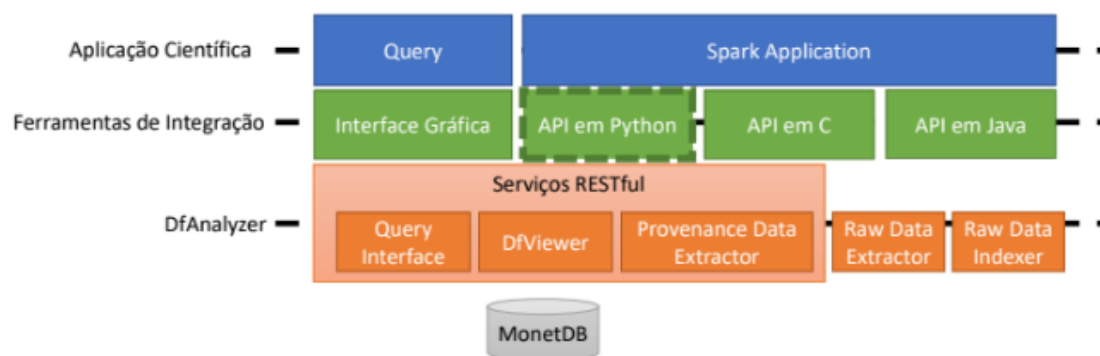 Aplicação Científica
Query
Spark Application
Ferramentas de Integração
Interface Gráfica
API em Python
API em C
API em Java
Serviços RESTful
DfAnalyzer
Query
Interface
DfViewer
Provenance Data
Extractor
Raw Data
Extractor
Raw Data
Indexer
MonetDB